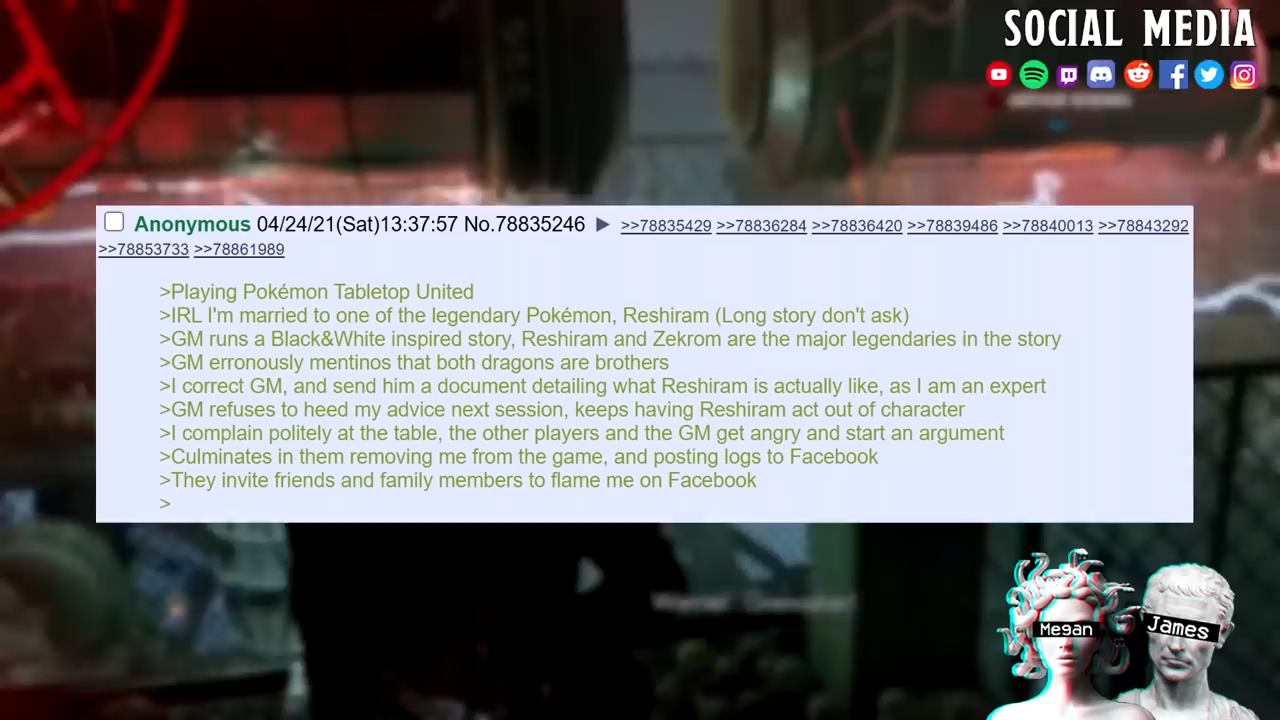 SOCIAL MEDIA
Anonymous 04/24/21(Sat)13:37:57 No.78835246 ▶ >>78835429 >>78836284 >>78836420 >>78839486 >>78840013 >>78843292
>>78853733 >>78861989
>Playing Pokémon Tabletop United
>IRL I'm married to one of the legendary Pokémon, Reshiram (Long story don't ask)
>GM runs a Black&White inspired story, Reshiram and Zekrom are the major legendaries in the story
>GM erronously mentinos that both dragons are brothers
>I correct GM, and send him a document detailing what Reshiram is actually like, as I am an expert
>GM refuses to heed my advice next session, keeps having Reshiram act out of character
>I complain politely at the table, the other players and the GM get angry and start an argument
>Culminates in them removing me from the game, and posting logs to Facebook
>They invite friends and family members to flame me on Facebook
>
Megan
James